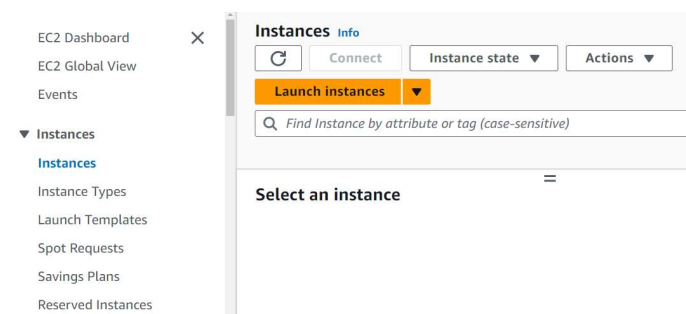 EC2 Dashboard
EC2 Global View
Events
Instances
Instances
Instance Types
Launch Templates
Spot Requests
Savings Plans
Reserved Instances
Instances Info
Connect Instance state Actions
Launch instances
Find Instance by attribute or tag (case-sensitive)
Select an instance